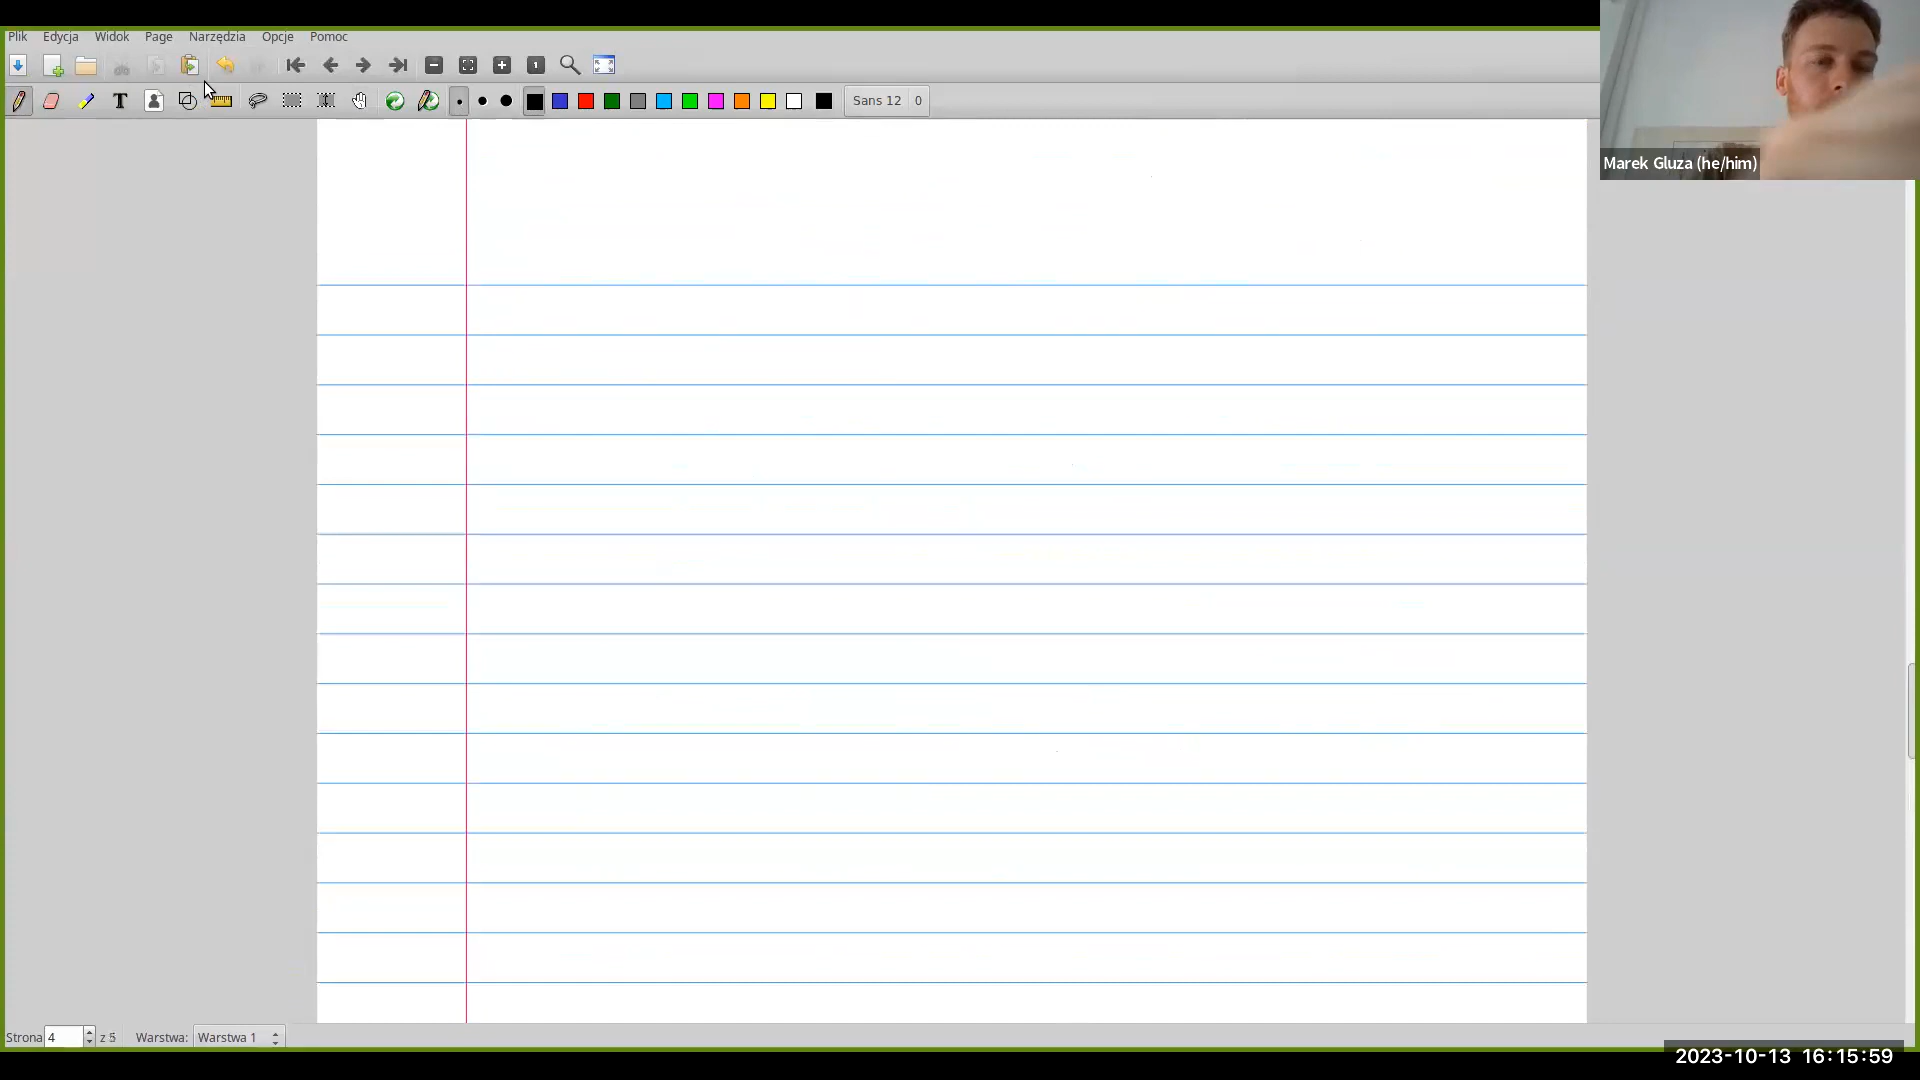 Plik Edycja Widok Page Narzędzia Opcje Pomoc
T Sans 12 0
Marek Gluza (he/him)
Strona 4 z 5 Warstwa: Warstwa 1
2023-10-13 16:15:59